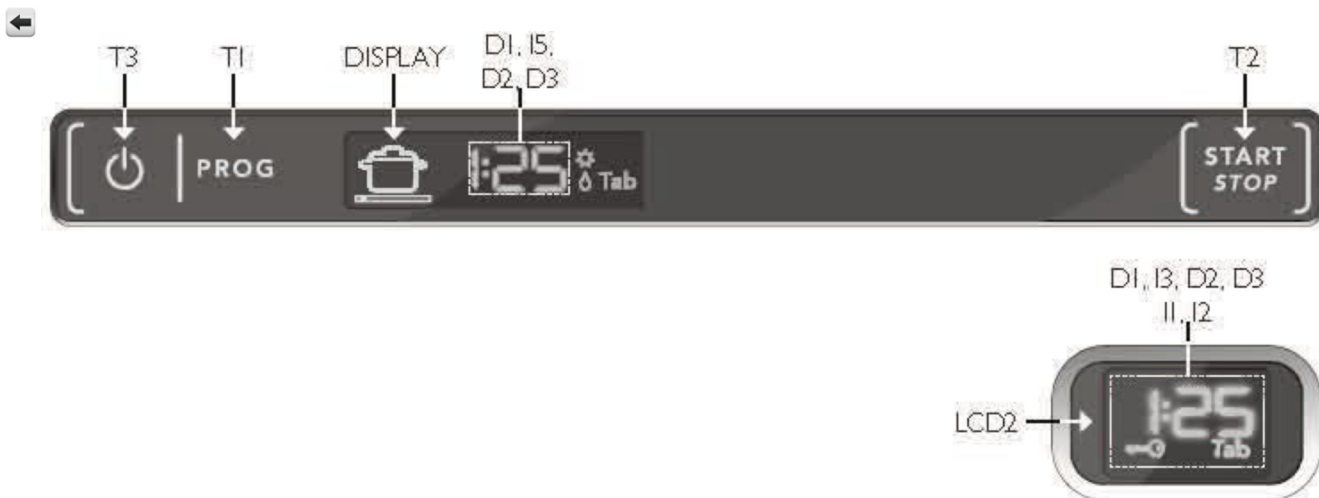 T3
T1
DISPLAY
D1, I5,
D2, D3
T2
PROG
1:25
Tab
START
STOP
D1, I3, D2, D3
I1, I2
LCD2
1:25
Tab